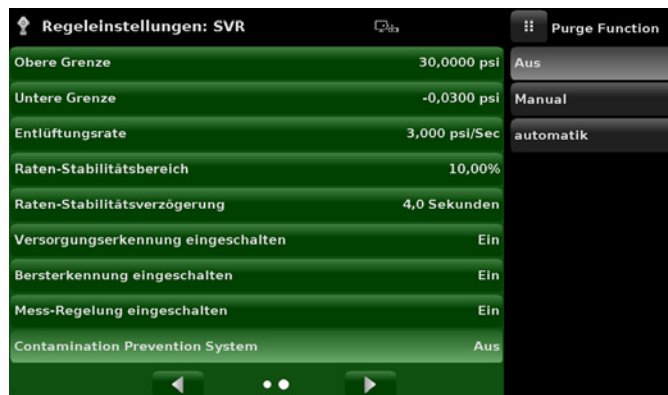 Regeleinstellungen: SVR
Obere Grenze 30,0000 psi
Untere Grenze -0,0300 psi
Entlüftungsrate 3,000 psi/Sec
Raten-Stabilitätsbereich 10,00%
Raten-Stabilitätsverzögerung 4,0 Sekunden
Versorgungserkennung eingeschalten Ein
Bersterkennung eingeschalten Ein
Mess-Regelung eingeschalten Ein
Contamination Prevention System Aus
Purge Function
Aus
Manual
automatik